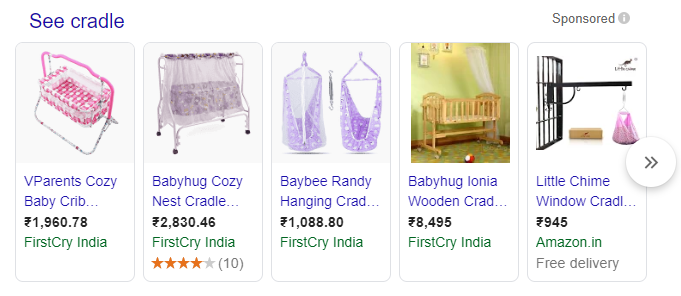 See cradle
Sponsored
VParents Cozy
Baby Crib...
₹1,960.78
FirstCry India
Babyhug Cozy
Nest Cradle...
₹2,830.46
FirstCry India
(10)
Baybee Randy
Hanging Crad...
₹1,088.80
FirstCry India
Babyhug Ionia
Wooden Crad...
₹8,495
FirstCry India
Little Chime
Little Chime
Window Cradl...
₹945
Amazon.in
Free delivery